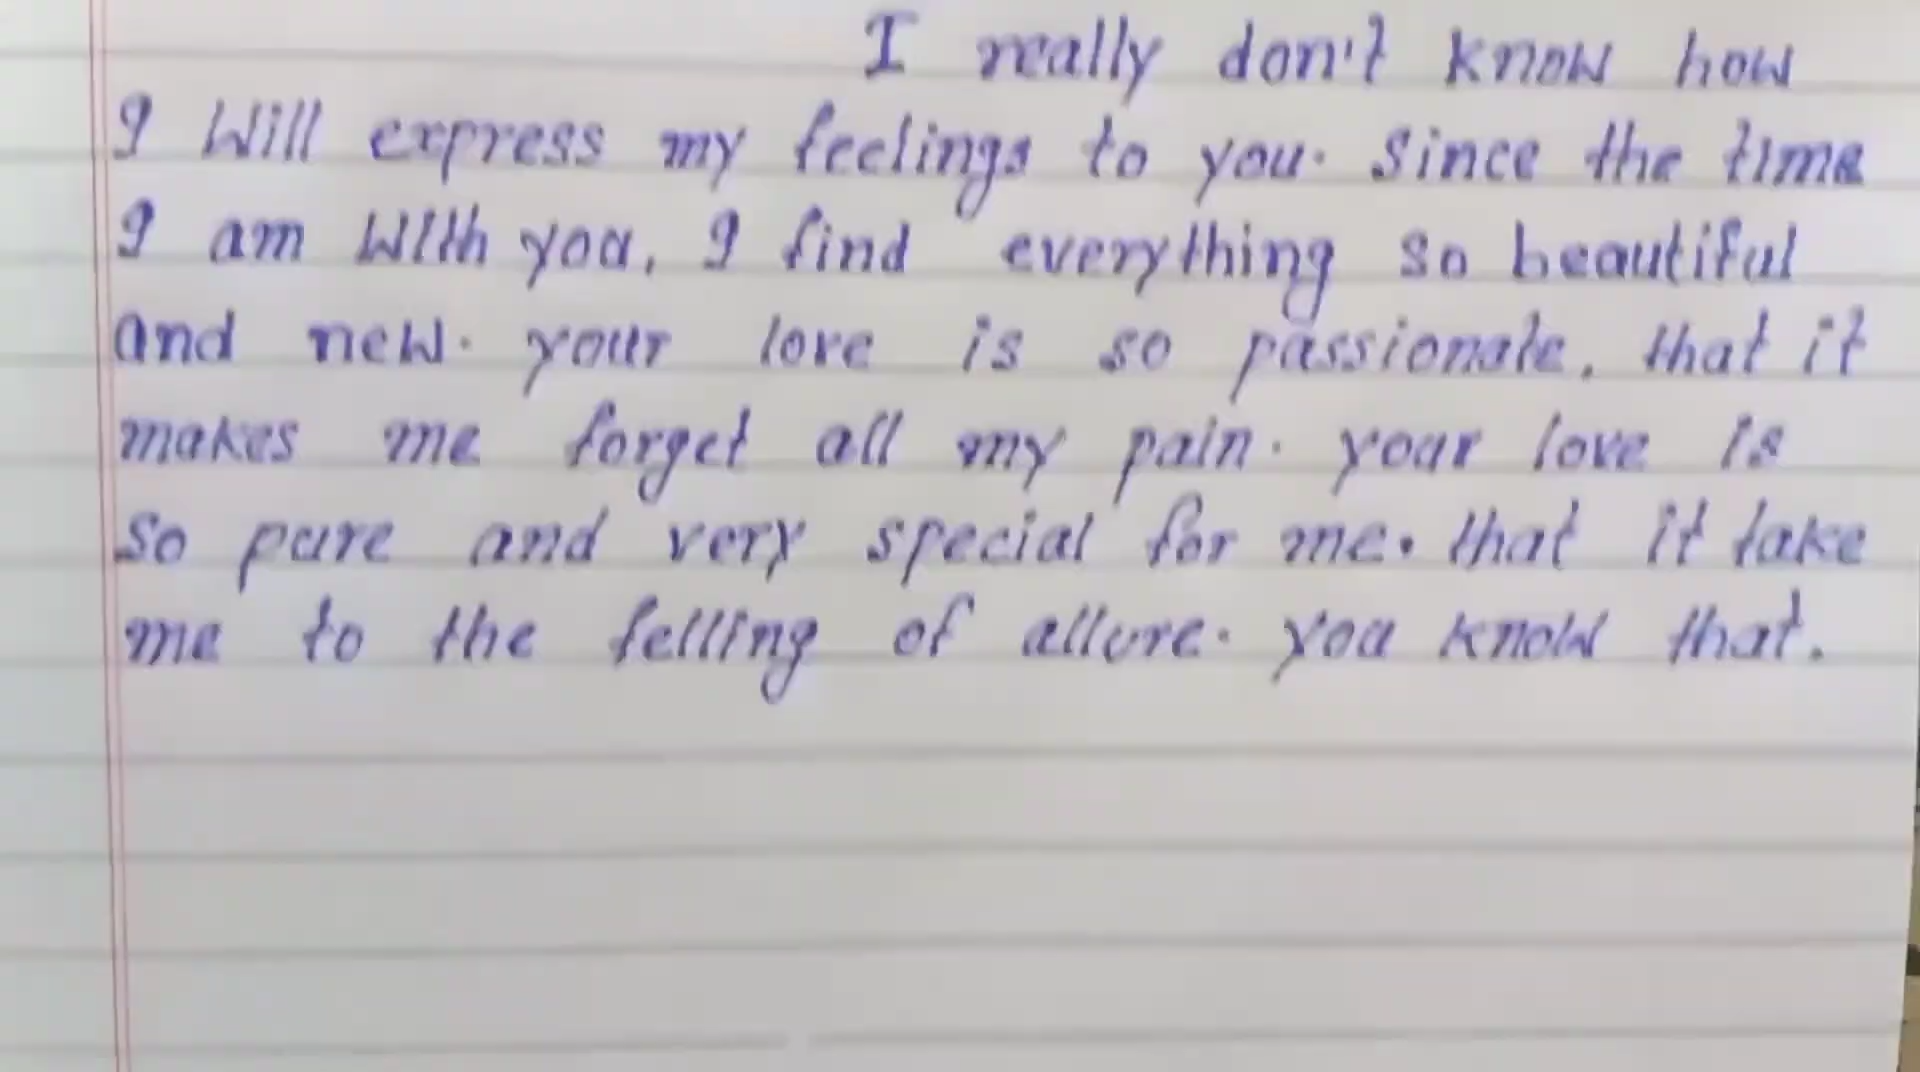 I really don't know how
I will express my feelings to you. Since the time
I am with you, I find everything so beautiful
and new. your love is so passionate, that it
makes me forget all my pain. your love is
So pure and very special for me. that it take
me to the felling of allure. you know that.